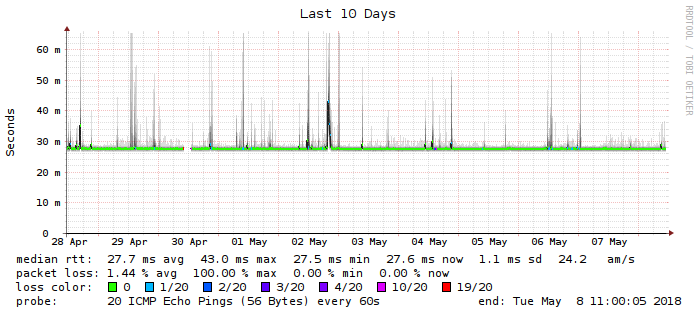 Last 10 Days
RRDTOOL / TOBI OETIKER
Seconds
60 m
50 m
40 m
30 m
20 m
10 m
0
28 Apr 29 Apr 30 Apr 01 May 02 May 03 May 04 May 05 May 06 May 07 May
median rtt: 27.7 ms avg 43.0 ms max 27.5 ms min 27.6 ms now 1.1 ms sd 24.2 am/s
packet loss: 1.44 % avg 100.00 % max 0.00 % min 0.00 % now
loss color: 0 1/20 2/20 3/20 4/20 10/20 19/20
probe: 20 ICMP Echo Pings (56 Bytes) every 60s end: Tue May 8 11:00:05 2018